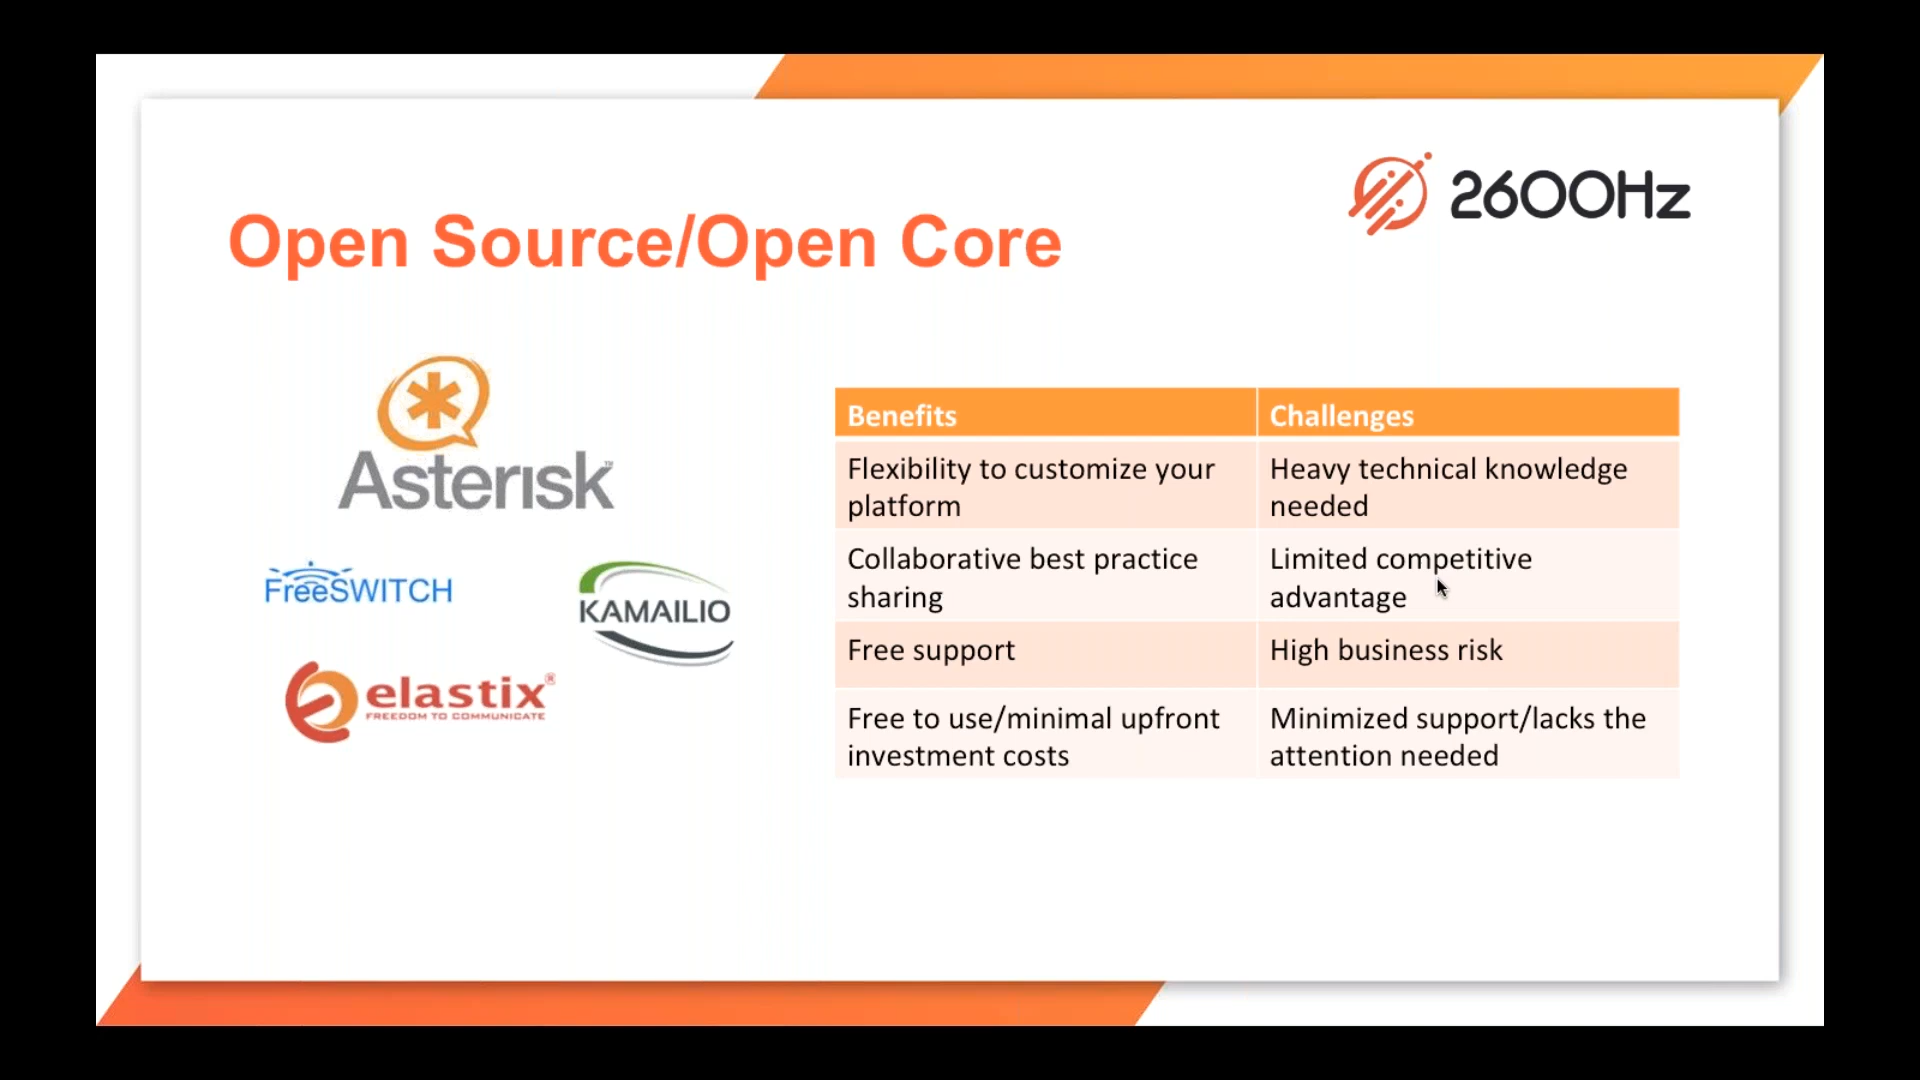 2600Hz
Open Source/Open Core
Asterisk™
FreeSWITCH
KAMAILIO
elastix®
FREEDOM TO COMMUNICATE
Benefits
Challenges
Flexibility to customize your
platform
Heavy technical knowledge
needed
Collaborative best practice
sharing
Limited competitive
advantage
Free support
High business risk
Free to use/minimal upfront
investment costs
Minimized support/lacks the
attention needed